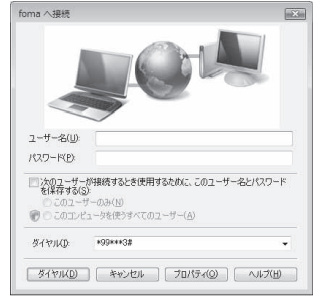 foma へ接続
ユーザー名(U):
パスワード(P):
次のユーザーが接続するとき使用するために、このユーザー名とパスワード
を保存する(S):
このユーザーのみ(N)
このコンピュータを使うすべてのユーザー(A)
ダイヤル(I): *99***3#
ダイヤル(D) キャンセル プロパティ(O) ヘルプ(H)